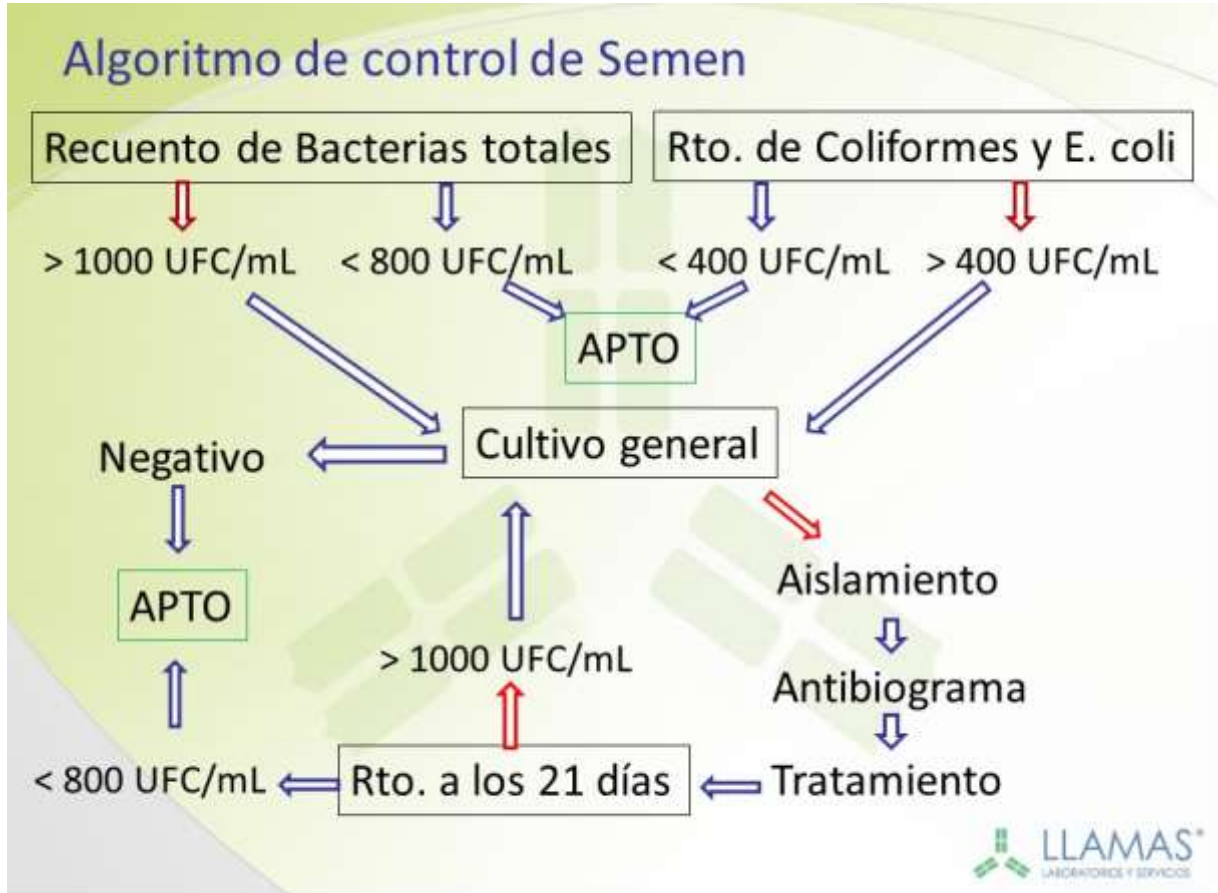 Algoritmo de control de Semen
Recuento de Bacterias totales
Rto. de Coliformes y E. coli
> 1000 UFC/mL
< 800 UFC/mL
< 400 UFC/mL
> 400 UFC/mL
APTO
Cultivo general
Negativo
APTO
Aislamiento
> 1000 UFC/mL
Antibiograma
< 800 UFC/mL
Rto. a los 21 días
Tratamiento
LLAMAS®
LABORATORIOS Y SERVICIOS